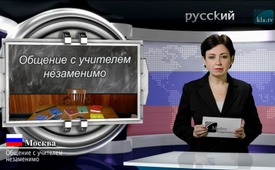 русский
kla.tv
Общение с учителем
незаменимо
Москва
Общение с учителем
незаменимо